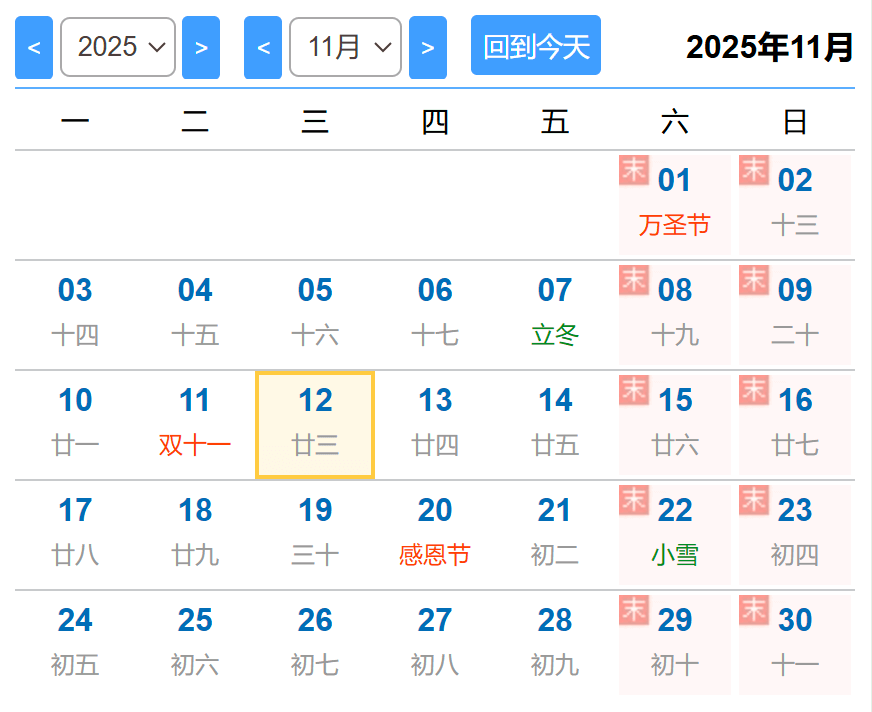 < 2025 > < 11月 > 回到今天 2025年11月
一 二 三 四 五 六 日
末 01 末 02
万圣节 十三
03 04 05 06 07 末 08 末 09
十四 十五 十六 十七 立冬 十九 二十
10 11 12 13 14 末 15 末 16
廿一 双十一 廿三 廿四 廿五 廿六 廿七
17 18 19 20 21 末 22 末 23
廿八 廿九 三十 感恩节 初二 小雪 初四
24 25 26 27 28 末 29 末 30
初五 初六 初七 初八 初九 初十 十一